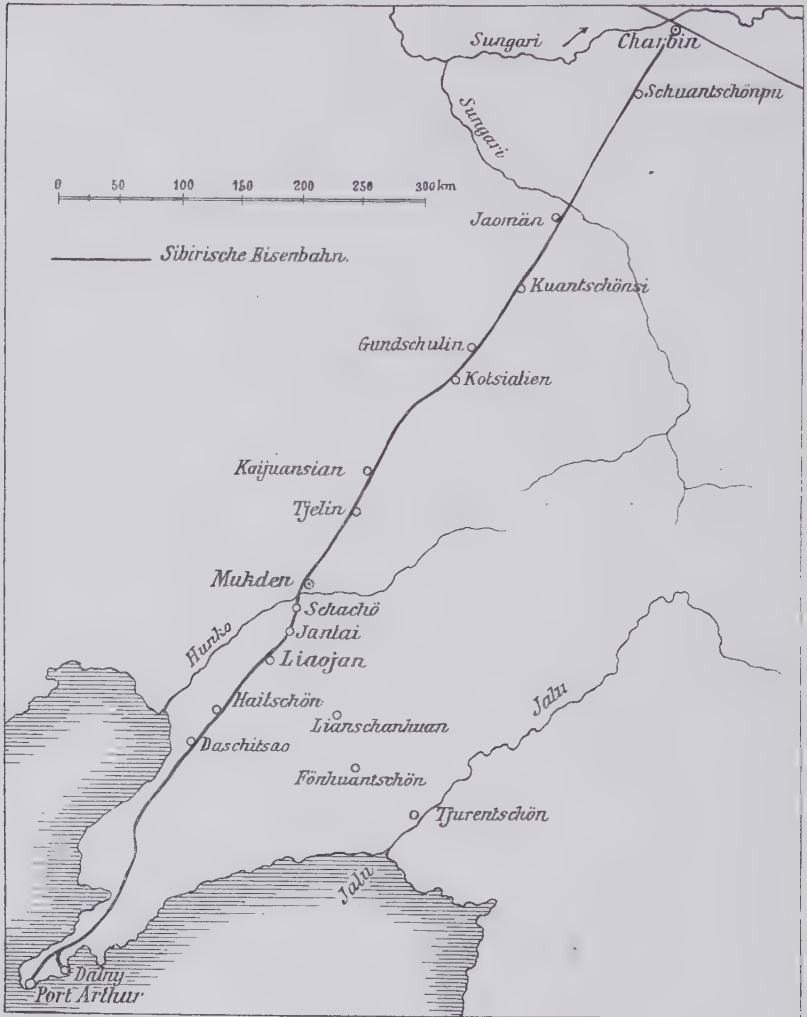 Sungari
Charbin
Schuantschönpu
Sungari
0 50 100 150 200 250 300 km
Jaomän
Sibirische Eisenbahn.
Kuantschönsi
Gundschulin
Kotsialien
Kaijuansian
Tjelin
Mukden
Schachö
Hunko
Jantai
Liaojan
Haitschön
Jalu
Lianschanhuan
Daschitsao
Fönhuantschön
Tjurentschön
Jalu
Dalny
Port Arthur